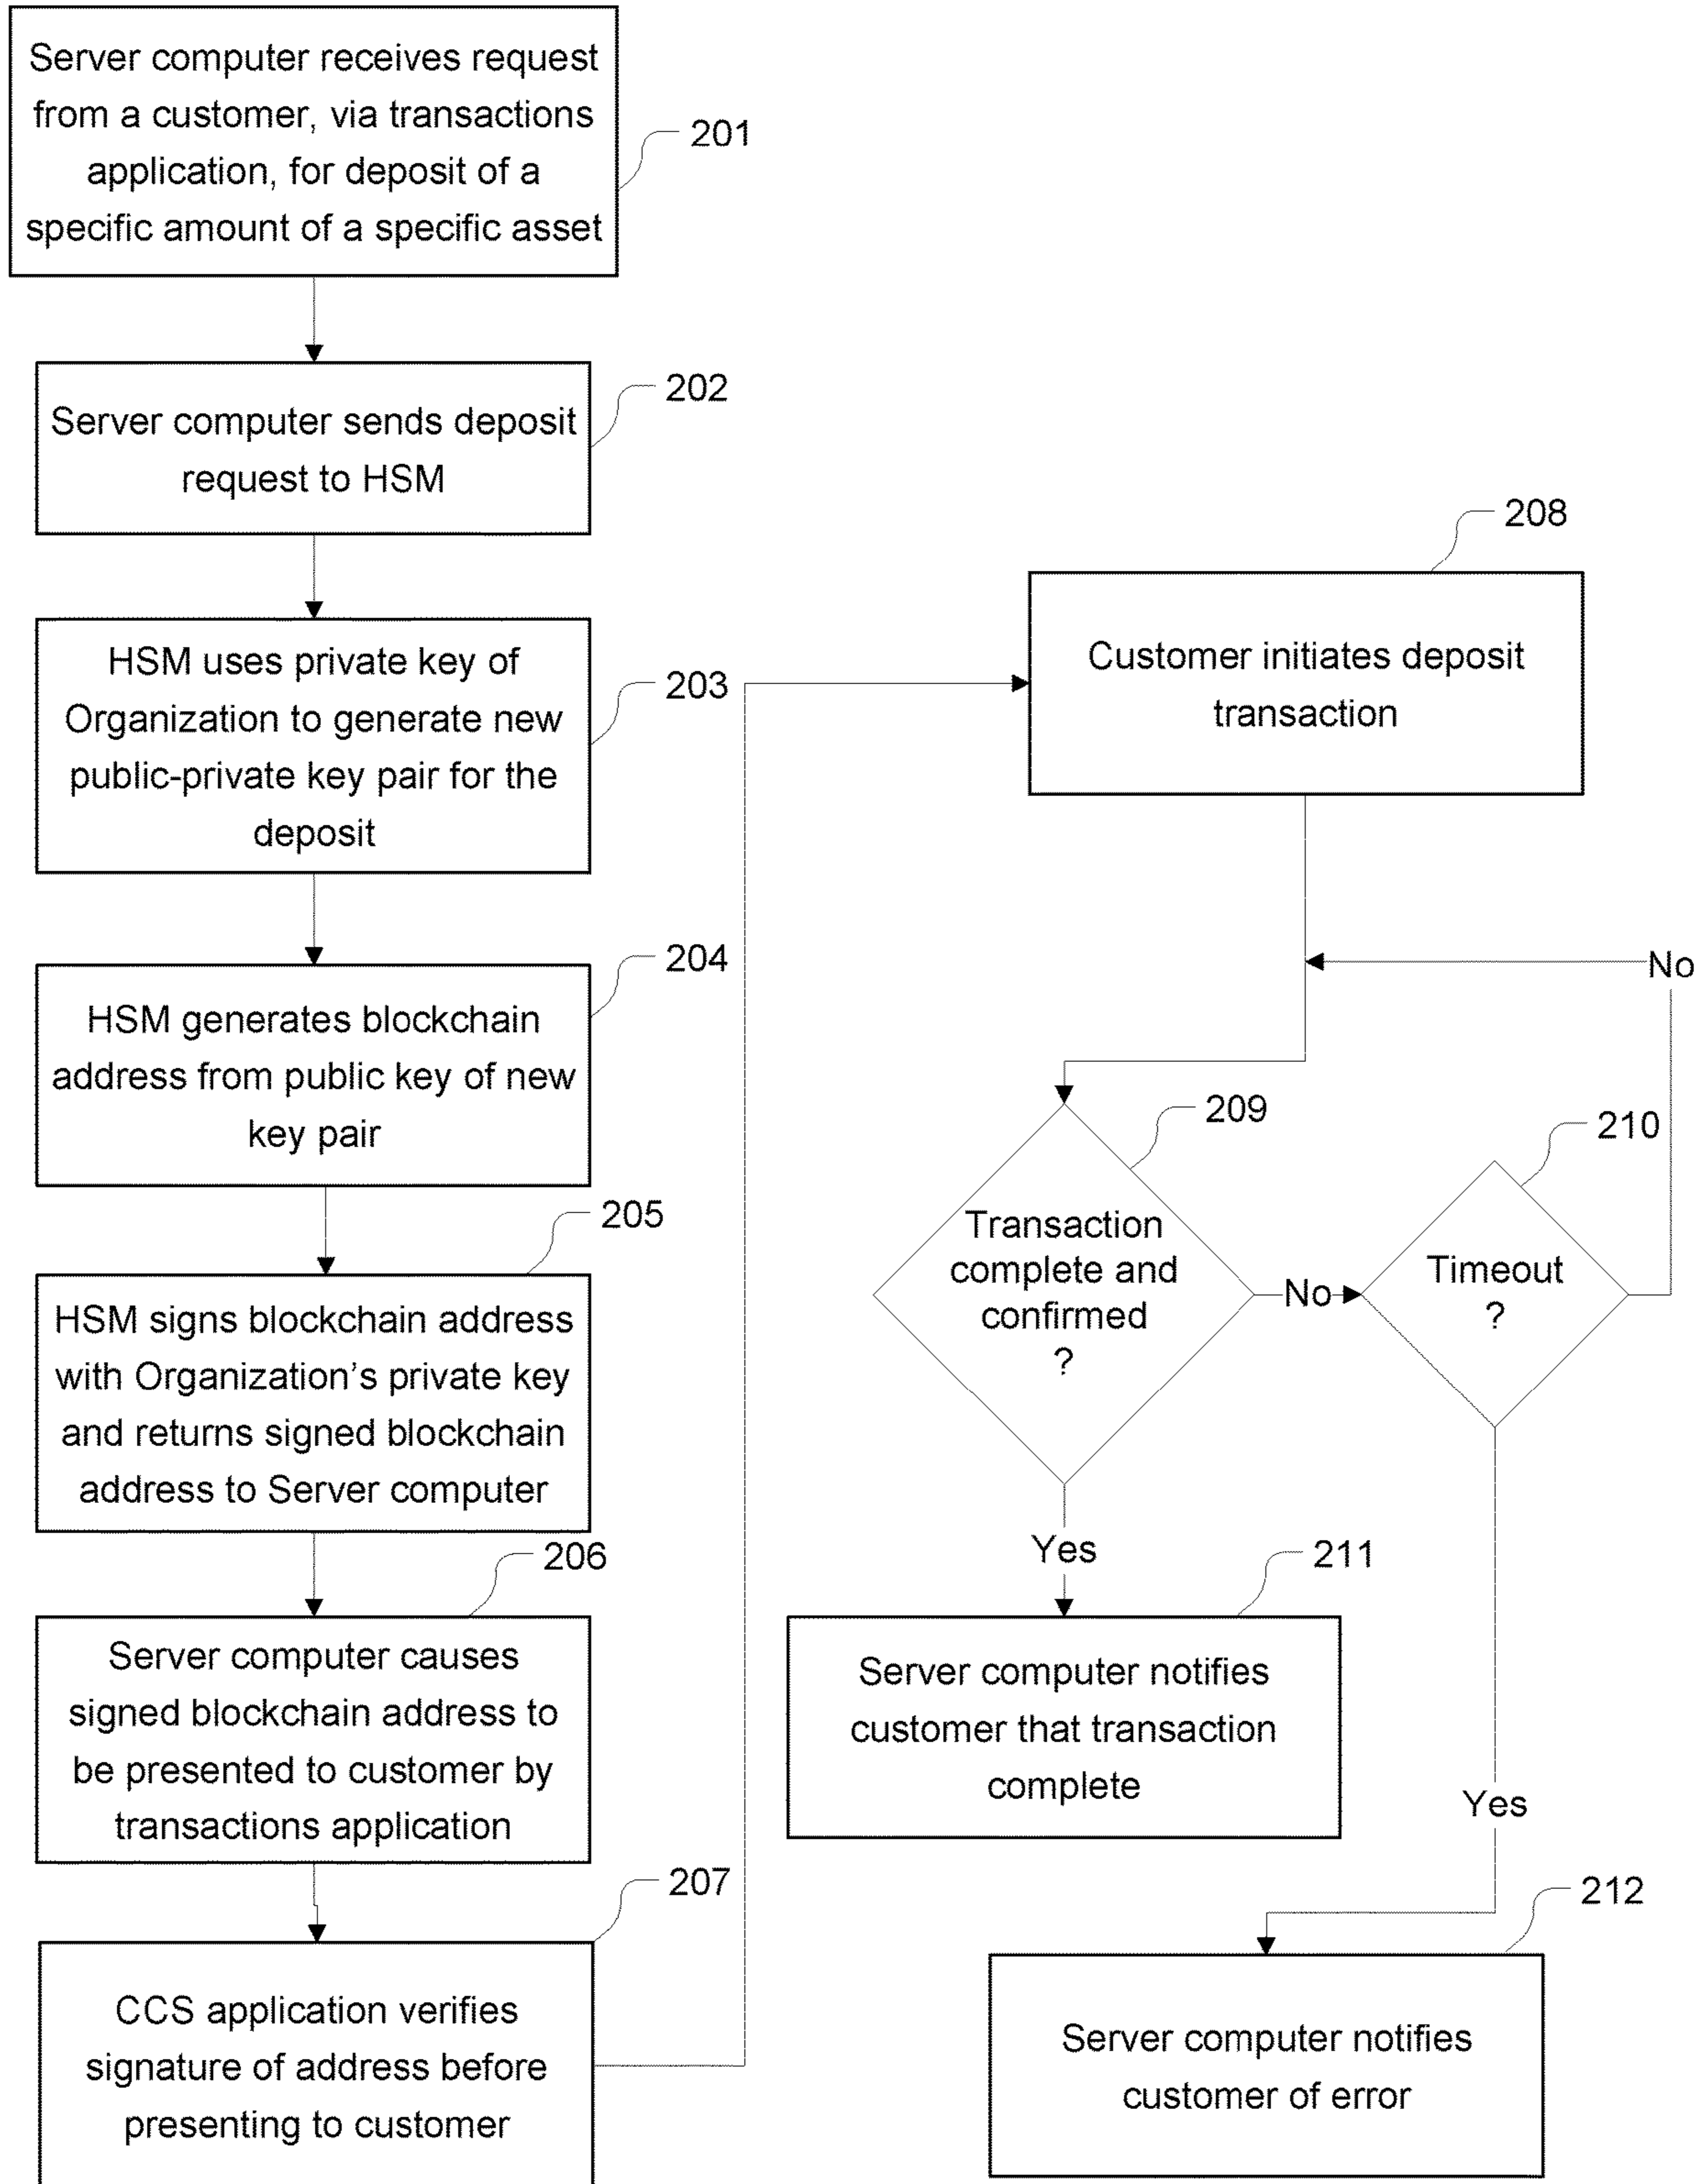 Server computer receives request
from a customer, via transactions
application, for deposit of a
specific amount of a specific asset
201
Server computer sends deposit
request to HSM
202
HSM uses private key of
Organization to generate new
public-private key pair for the
deposit
203
HSM generates blockchain
address from public key of new
key pair
204
HSM signs blockchain address
with Organization's private key
and returns signed blockchain
address to Server computer
205
Server computer causes
signed blockchain address to
be presented to customer by
transactions application
206
CCS application verifies
signature of address before
presenting to customer
207
Customer initiates deposit
transaction
208
Transaction
complete and
confirmed
?
209
No
Timeout
?
210
No
Yes
Server computer notifies
customer that transaction
complete
211
Yes
Server computer notifies
customer of error
212